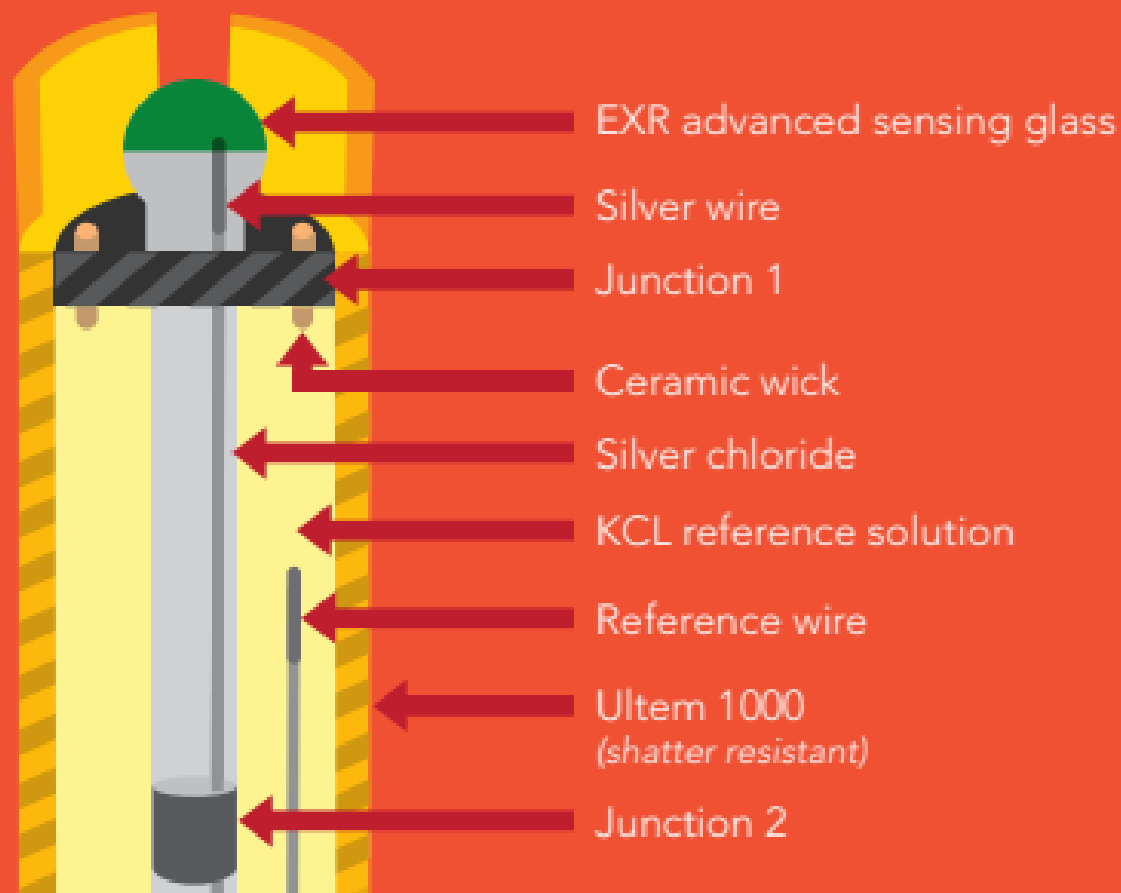 EXR advanced sensing glass
Silver wire
Junction 1
Ceramic wick
Silver chloride
KCL reference solution
Reference wire
Ultem 1000
(shatter resistant)
Junction 2